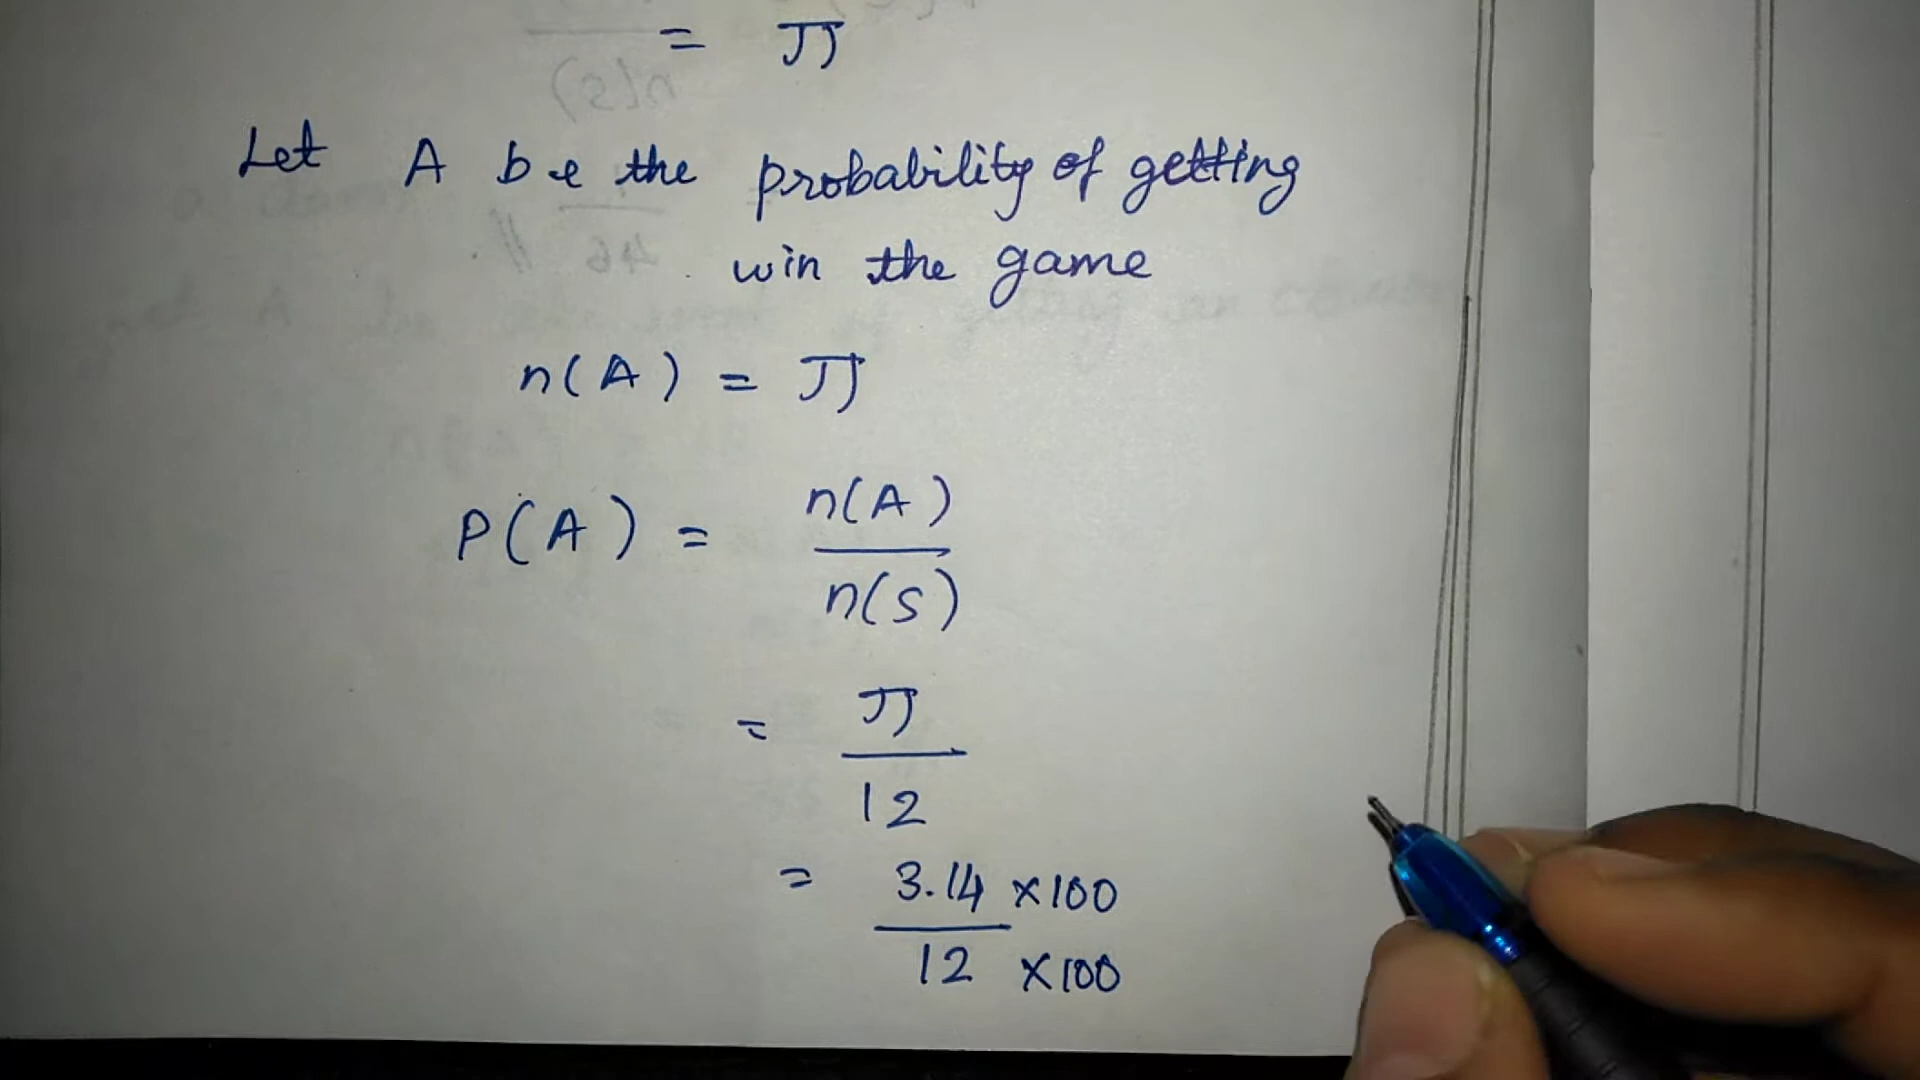 = π
Let A be the probability of getting
win the game
n(A) = π
P(A) = n(A)
n(S)
= π
12
= 3.14 ×100
12 ×100